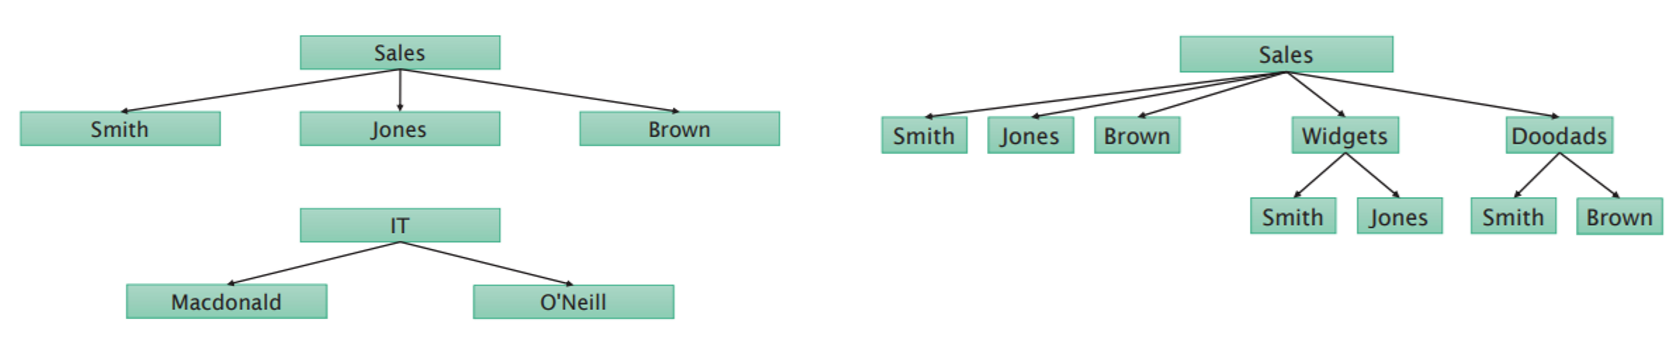 Sales
Smith
Jones
Brown
IT
Macdonald
O'Neill
Sales
Smith
Jones
Brown
Widgets
Doodads
Smith
Jones
Smith
Brown